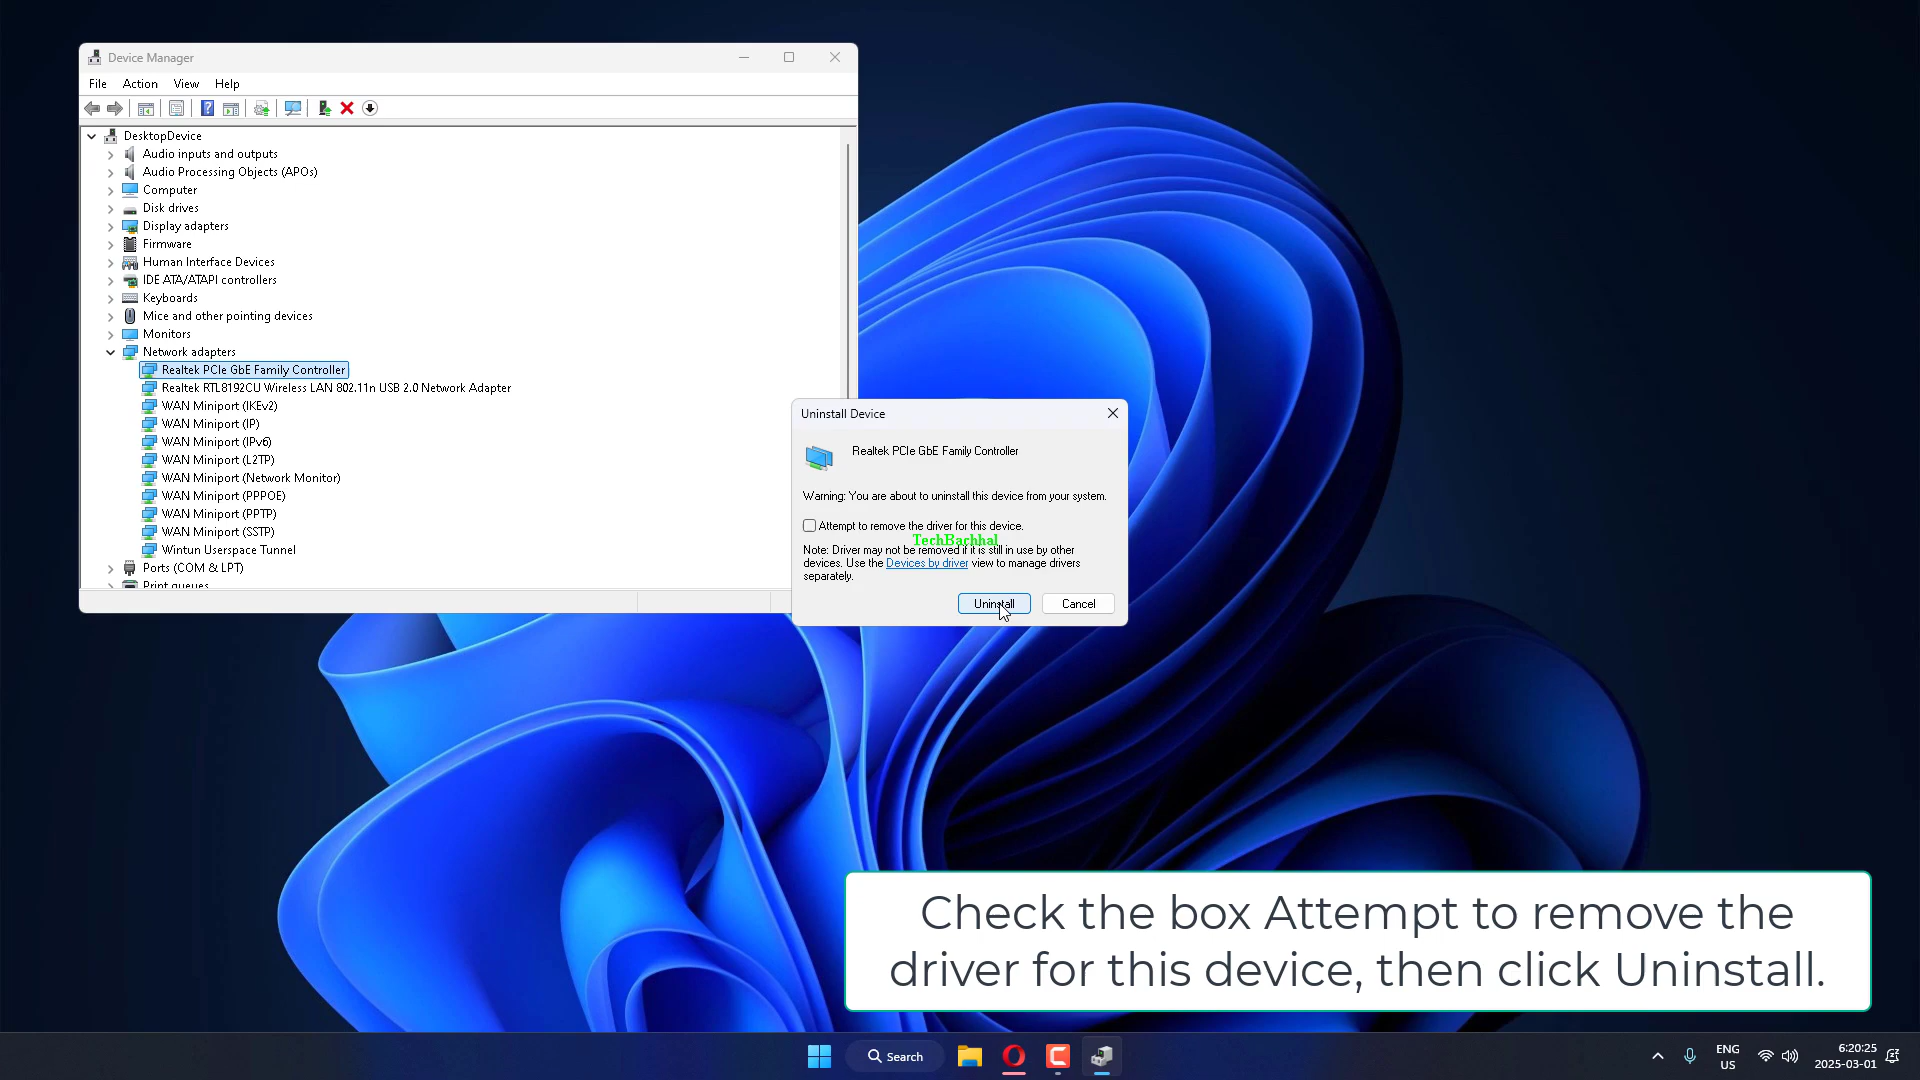 Device Manager
File Action View Help
DesktopDevice
Audio inputs and outputs
Audio Processing Objects (APOs)
Computer
Disk drives
Display adapters
Firmware
Human Interface Devices
IDE ATA/ATAPI controllers
Keyboards
Mice and other pointing devices
Monitors
Network adapters
Realtek PCIe GbE Family Controller
Realtek RTL8192CU Wireless LAN 802.11n USB 2.0 Network Adapter
WAN Miniport (IKEv2)
WAN Miniport (IP)
WAN Miniport (IPv6)
WAN Miniport (L2TP)
WAN Miniport (Network Monitor)
WAN Miniport (PPPOE)
WAN Miniport (PPTP)
WAN Miniport (SSTP)
Wintun Userspace Tunnel
Ports (COM & LPT)
Print queues
Uninstall Device
Realtek PCIe GbE Family Controller
Warning: You are about to uninstall this device from your system.
Attempt to remove the driver for this device.
TechBachhal
Note: Driver may not be removed if it is still in use by other
devices. Use the Devices by driver view to manage drivers
separately.
Uninstall Cancel
Check the box Attempt to remove the
driver for this device, then click Uninstall.
Search
ENG
US
6:20:25
2025-03-01